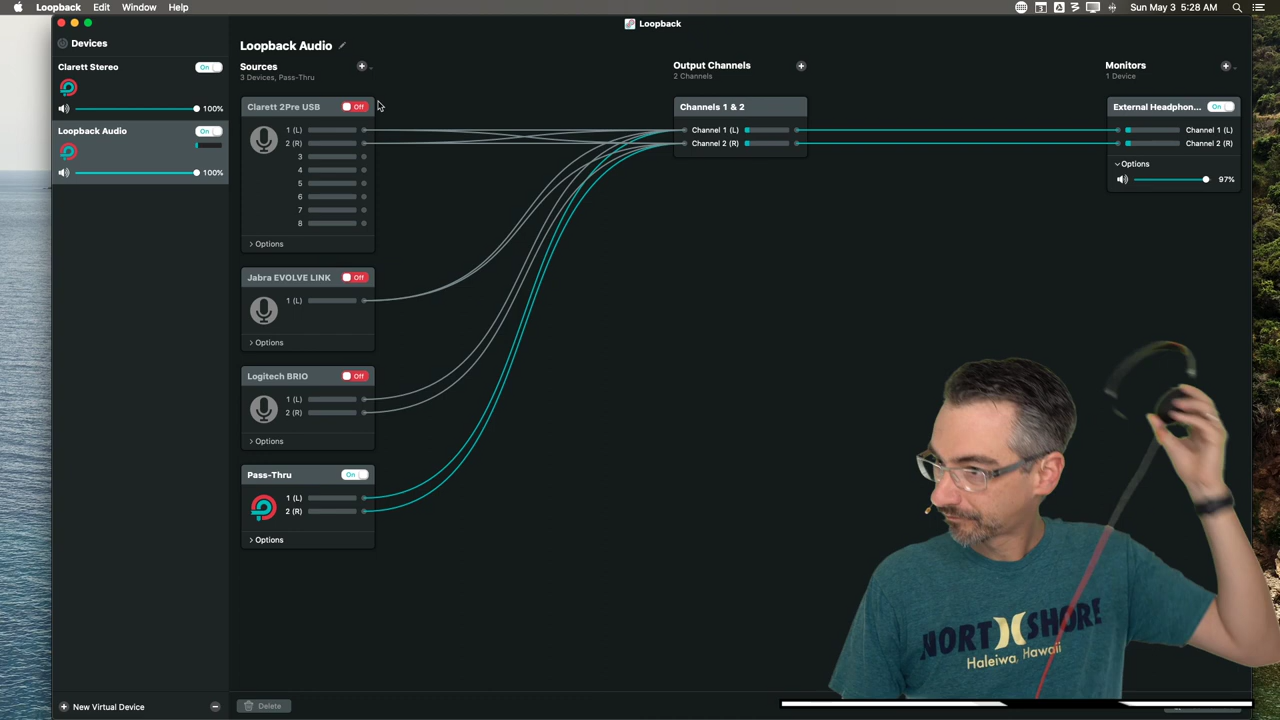 Loopback Edit Window Help
3
Sun May 3 5:28 AM
Loopback
Devices
Clarett Stereo
On
100%
Loopback Audio
On
100%
New Virtual Device
Loopback Audio
Sources
3 Devices, Pass-Thru
Clarett 2Pre USB
Off
1 (L)
2 (R)
3
4
5
6
7
8
Options
Jabra EVOLVE LINK
Off
1 (L)
Options
Logitech BRIO
Off
1 (L)
2 (R)
Options
Pass-Thru
On
1 (L)
2 (R)
Options
Delete
Output Channels
2 Channels
Channels 1 & 2
Channel 1 (L)
Channel 2 (R)
Monitors
1 Device
External Headphon...
On
Channel 1 (L)
Channel 2 (R)
Options
97%
NORTH SHORE
Haleiwa, Hawaii